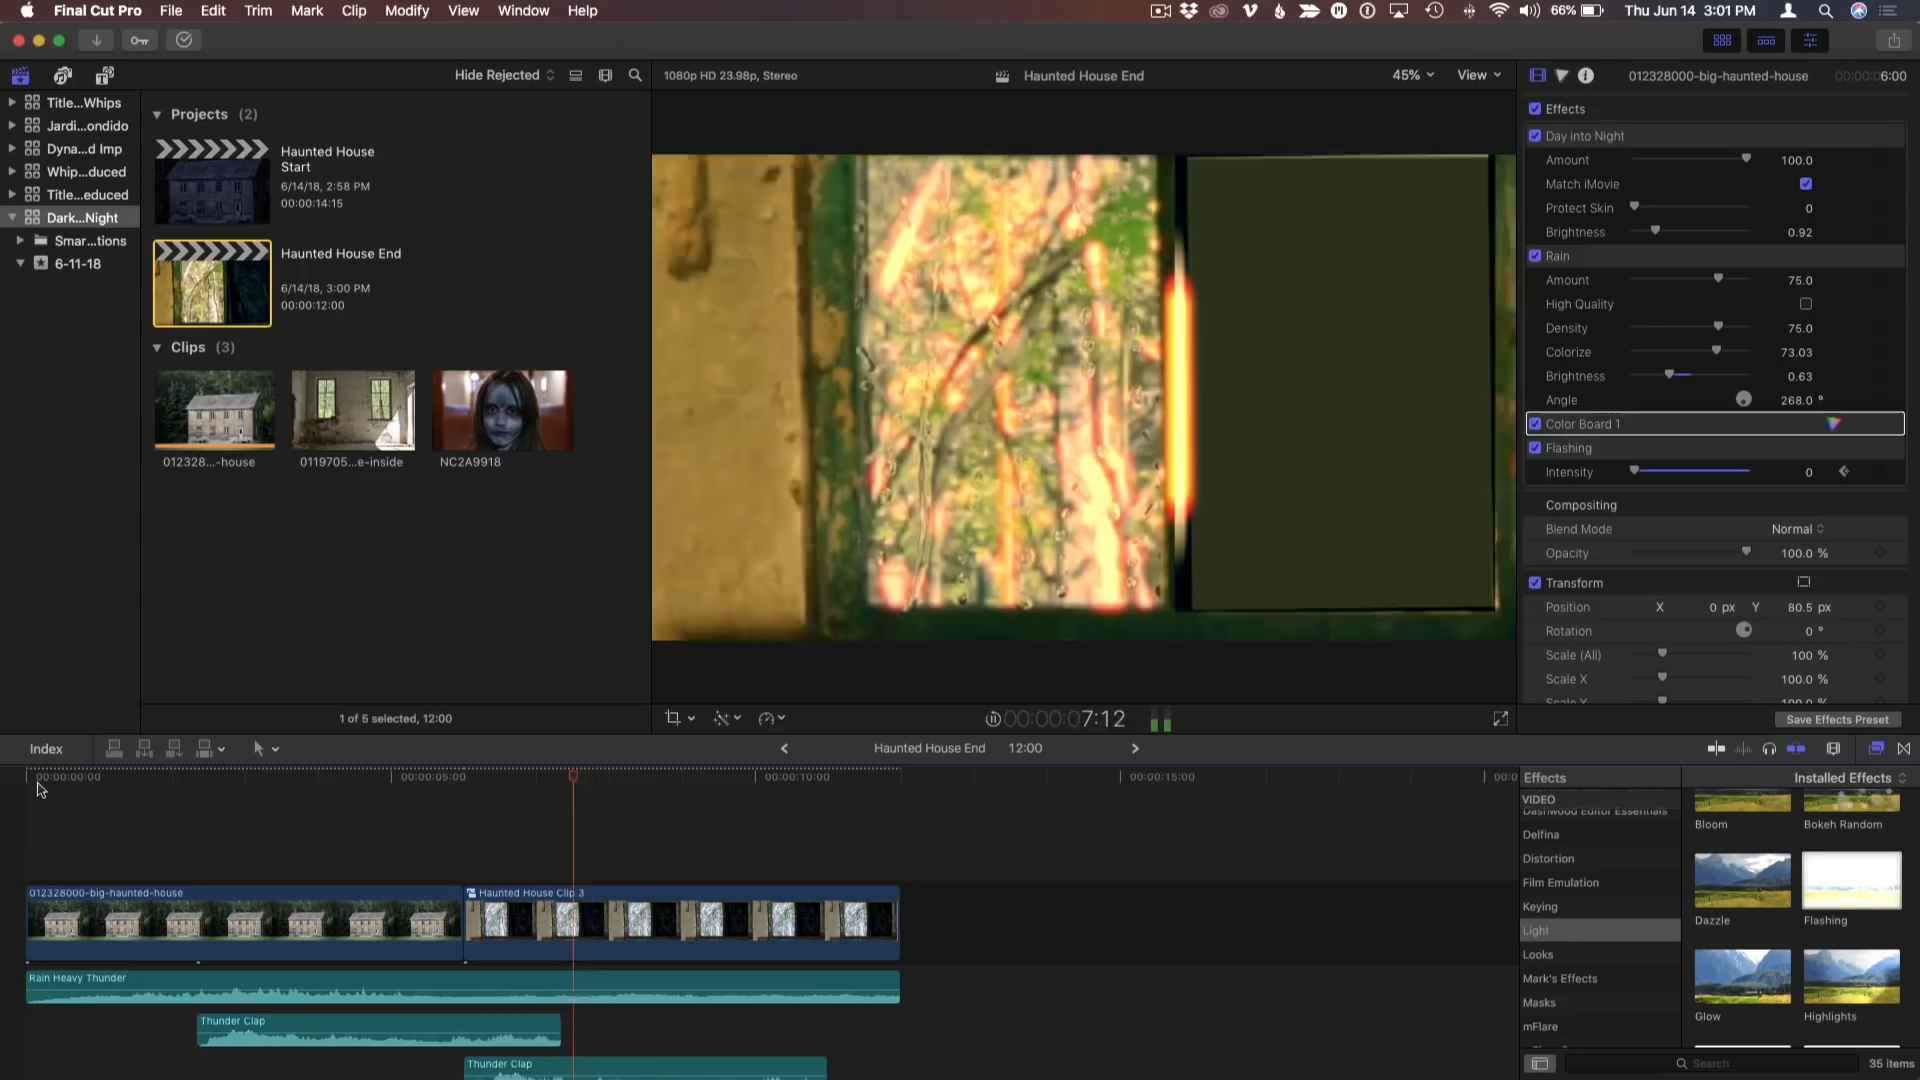 Final Cut Pro File Edit Trim Mark Clip Modify View Window Help 66% Thu Jun 14 3:01 PM
Hide Rejected 1080p HD 23.98p, Stereo Haunted House End 45% View 012328000-big-haunted-house 00:00:06:00
Title...Whips
Jardi...ondido
Dyna...d Imp
Whip...duced
Title...educed
Dark...Night
Smar...tions
6-11-18
Projects (2)
Haunted House
Start
6/14/18, 2:58 PM
00:00:14:15
Haunted House End
6/14/18, 3:00 PM
00:00:12:00
Clips (3)
012328...-house 0119705...e-inside NC2A9918
1 of 5 selected, 12:00
00:00:00:07:12
Effects
Day into Night
Amount 100.0
Match iMovie
Protect Skin 0
Brightness 0.92
Rain
Amount 75.0
High Quality
Density 75.0
Colorize 73.03
Brightness 0.63
Angle 268.0 °
Color Board 1
Flashing
Intensity 0
Compositing
Blend Mode Normal
Opacity 100.0 %
Transform
Position X 0 px Y 80.5 px
Rotation 0 °
Scale (All) 100 %
Scale X 100.0 %
Save Effects Preset
Index Haunted House End 12:00
00:00:00:00 00:00:05:00 00:00:10:00 00:00:15:00
012328000-big-haunted-house Haunted House Clip 3
Rain Heavy Thunder
Thunder Clap
Thunder Clap
Effects Installed Effects
VIDEO
Dashwood Editor Essentials
Delfina
Distortion
Film Emulation
Keying
Light
Looks
Mark's Effects
Masks
mFlare
Bloom Bokeh Random
Dazzle Flashing
Glow Highlights
Search 35 items